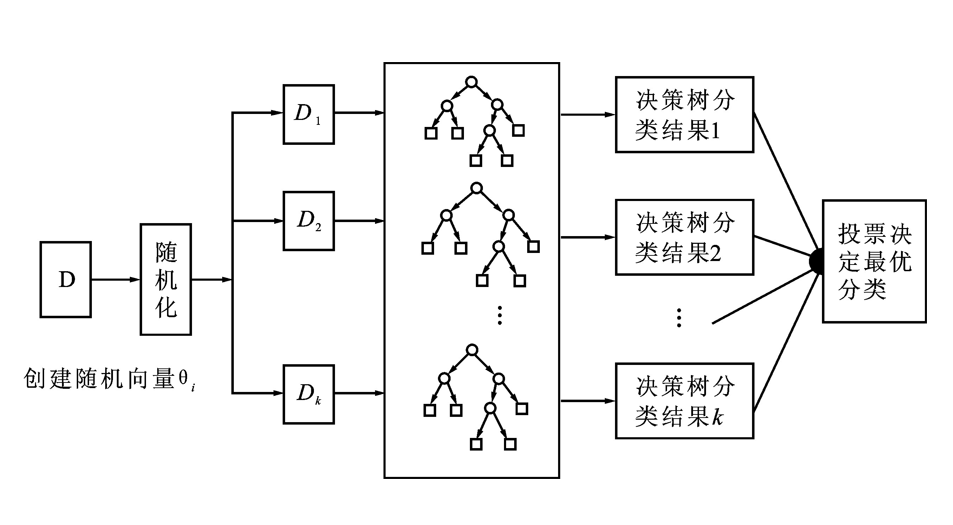 D
随
机
化
创建随机向量θi
D1
D2
Dk
⋮
决策树分
类结果1
决策树分
类结果2
⋮
决策树分
类结果k
投票决
定最优
分类